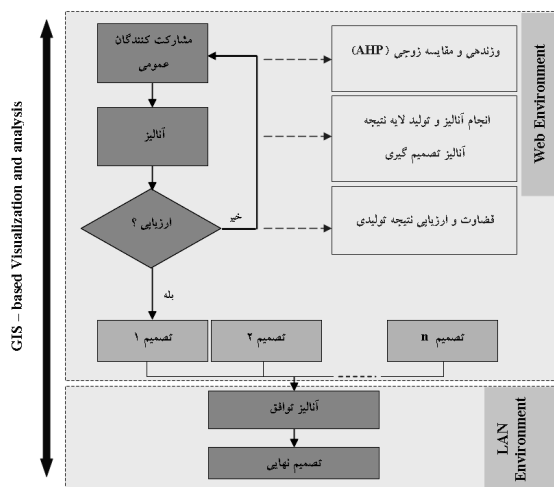 مشارکت کنندگان
عمومی
وزندهی و مقایسه زوجی (AHP)
آنالیز
انجام آنالیز و تولید لایه نتیجه
آنالیز تصمیم گیری
ارزیابی ؟
خیر
قضاوت و ارزیابی نتیجه تولیدی
بله
تصمیم ۱
تصمیم ۲
تصمیم n
آنالیز توافق
تصمیم نهایی
GIS – based Visualization and analysis
Web Environment
LAN
Environment